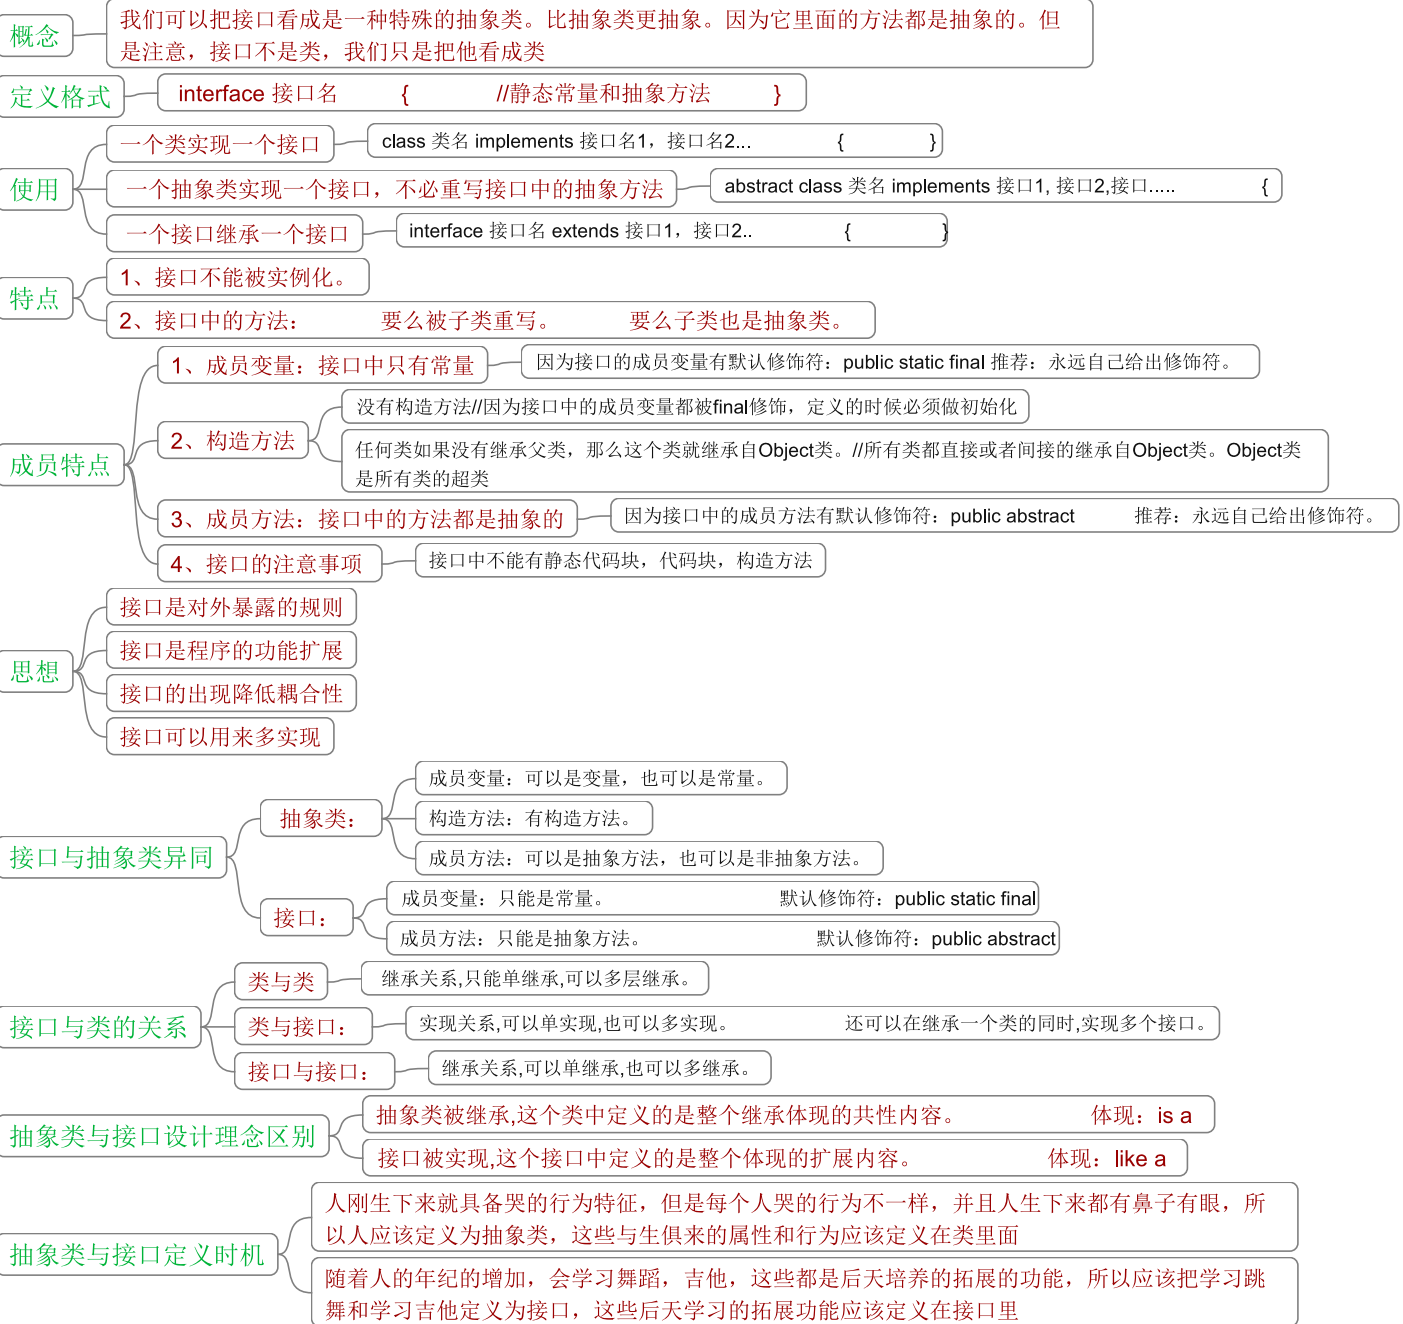 概念
我们可以把接口看成是一种特殊的抽象类。比抽象类更抽象。因为它里面的方法都是抽象的。但
是注意，接口不是类，我们只是把他看成类
定义格式
interface 接口名 { //静态常量和抽象方法 }
使用
一个类实现一个接口
class 类名 implements 接口名1，接口名2... { }
一个抽象类实现一个接口，不必重写接口中的抽象方法
abstract class 类名 implements 接口1, 接口2,接口..... {
一个接口继承一个接口
interface 接口名 extends 接口1，接口2.. { }
特点
1、接口不能被实例化。
2、接口中的方法： 要么被子类重写。 要么子类也是抽象类。
成员特点
1、成员变量：接口中只有常量
因为接口的成员变量有默认修饰符：public static final 推荐：永远自己给出修饰符。
2、构造方法
没有构造方法//因为接口中的成员变量都被final修饰，定义的时候必须做初始化
任何类如果没有继承父类，那么这个类就继承自Object类。//所有类都直接或者间接的继承自Object类。Object类
是所有类的超类
3、成员方法：接口中的方法都是抽象的
因为接口中的成员方法有默认修饰符：public abstract 推荐：永远自己给出修饰符。
4、接口的注意事项
接口中不能有静态代码块，代码块，构造方法
思想
接口是对外暴露的规则
接口是程序的功能扩展
接口的出现降低耦合性
接口可以用来多实现
接口与抽象类异同
抽象类：
成员变量：可以是变量，也可以是常量。
构造方法：有构造方法。
成员方法：可以是抽象方法，也可以是非抽象方法。
接口：
成员变量：只能是常量。 默认修饰符：public static final
成员方法：只能是抽象方法。 默认修饰符：public abstract
接口与类的关系
类与类
继承关系,只能单继承,可以多层继承。
类与接口：
实现关系,可以单实现,也可以多实现。 还可以在继承一个类的同时,实现多个接口。
接口与接口：
继承关系,可以单继承,也可以多继承。
抽象类与接口设计理念区别
抽象类被继承,这个类中定义的是整个继承体现的共性内容。 体现：is a
接口被实现,这个接口中定义的是整个体现的扩展内容。 体现：like a
抽象类与接口定义时机
人刚生下来就具备哭的行为特征，但是每个人哭的行为不一样，并且人生下来都有鼻子有眼，所
以人应该定义为抽象类，这些与生俱来的属性和行为应该定义在类里面
随着人的年纪的增加，会学习舞蹈，吉他，这些都是后天培养的拓展的功能，所以应该把学习跳
舞和学习吉他定义为接口，这些后天学习的拓展功能应该定义在接口里